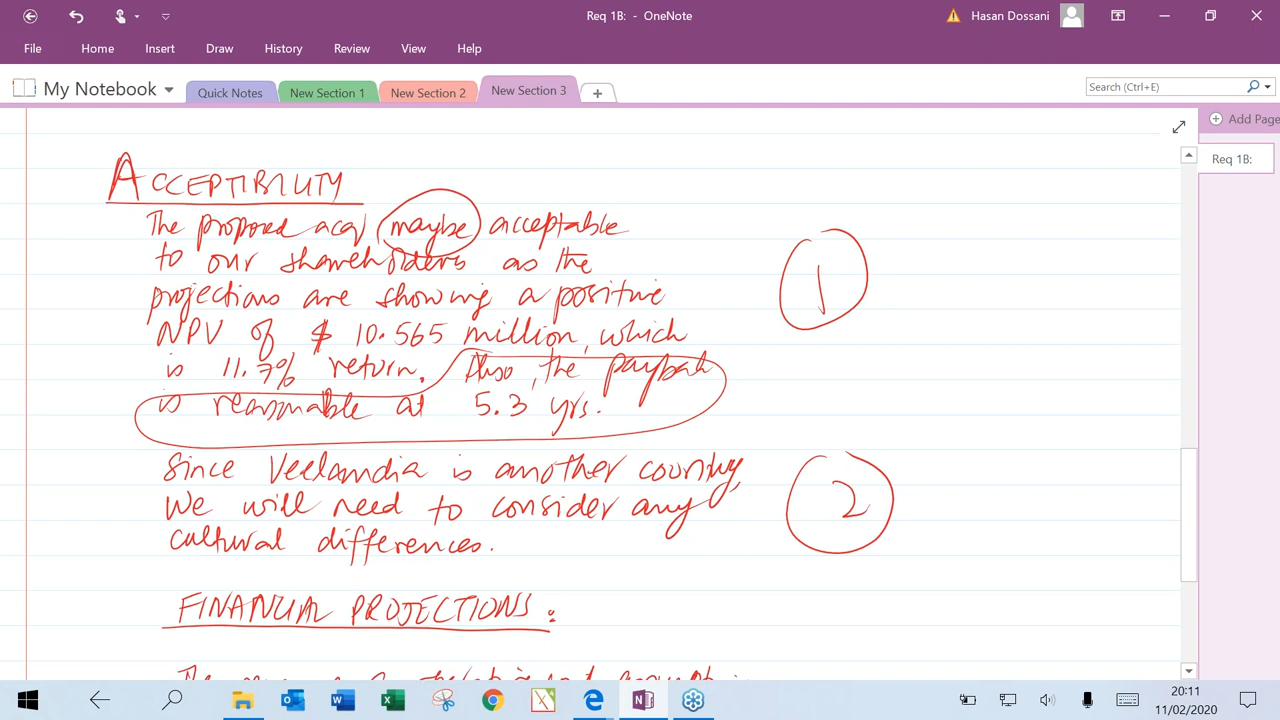 Req 1B: - OneNote
Hasan Dossani
File Home Insert Draw History Review View Help
My Notebook
Quick Notes
New Section 1
New Section 2
New Section 3
Search (Ctrl+E)
Add Page
Req 1B:
ACCEPTIBILITY
The proposed acq maybe acceptable
to our shareholders as the
projections are showing a positive
NPV of $ 10.565 million, which
is 11.7% return. Also, the payback
is reasonable at 5.3 yrs.
1
Since Veelandia is another country,
we will need to consider any
cultural differences.
2
FINANCIAL PROJECTIONS:
20:11
11/02/2020